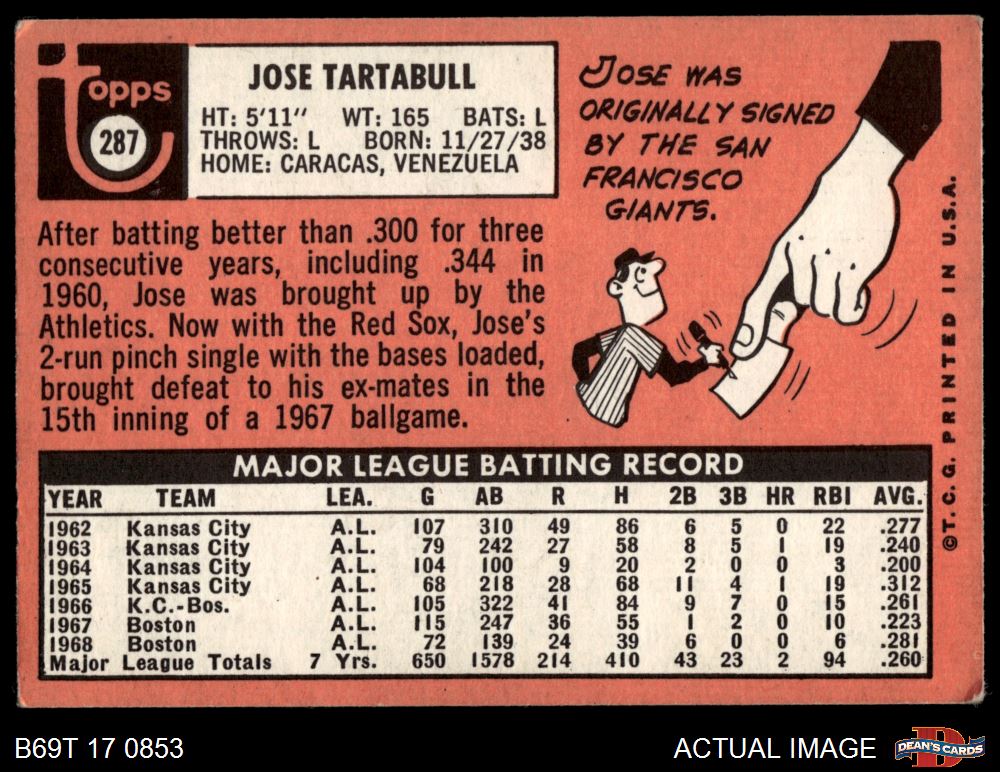 topps
287
JOSE TARTABULL
HT: 5'11" WT: 165 BATS: L
THROWS: L BORN: 11/27/38
HOME: CARACAS, VENEZUELA
JOSE WAS
ORIGINALLY SIGNED
BY THE SAN
FRANCISCO
GIANTS.
After batting better than .300 for three
consecutive years, including .344 in
1960, Jose was brought up by the
Athletics. Now with the Red Sox, Jose's
2-run pinch single with the bases loaded,
brought defeat to his ex-mates in the
15th inning of a 1967 ballgame.
MAJOR LEAGUE BATTING RECORD
YEAR TEAM LEA. G AB R H 2B 3B HR RBI AVG.
1962 Kansas City A.L. 107 310 49 86 6 5 0 22 .277
1963 Kansas City A.L. 79 242 27 58 8 5 1 19 .240
1964 Kansas City A.L. 104 100 9 20 2 0 0 3 .200
1965 Kansas City A.L. 68 218 28 68 11 4 1 19 .312
1966 K.C.-Bos. A.L. 105 322 41 84 9 7 0 15 .261
1967 Boston A.L. 115 247 36 55 1 2 0 10 .223
1968 Boston A.L. 72 139 24 39 6 0 0 6 .281
Major League Totals 7 Yrs. 650 1578 214 410 43 23 2 94 .260
©T.C.G. PRINTED IN U.S.A.
B69T 17 0853
ACTUAL IMAGE
D
DEAN'S CARDS